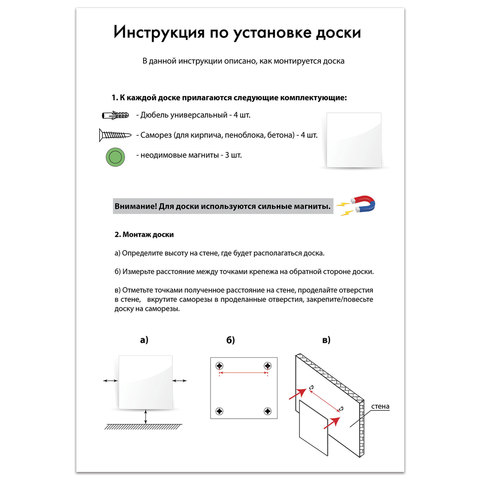 Инструкция по установке доски
В данной инструкции описано, как монтируется доска
1. К каждой доске прилагаются следующие комплектующие:
- Дюбель универсальный - 4 шт.
- Саморез (для кирпича, пеноблока, бетона) - 4 шт.
- неодимовые магниты - 3 шт.
Внимание! Для доски используются сильные магниты.
2. Монтаж доски
а) Определите высоту на стене, где будет располагаться доска.
б) Измерьте расстояние между точками крепежа на обратной стороне доски.
в) Отметьте точками полученное расстояние на стене, проделайте отверстия
в стене, вкрутите саморезы в проделанные отверстия, закрепите/повесьте
доску на саморезы.
а) б) в)
стена